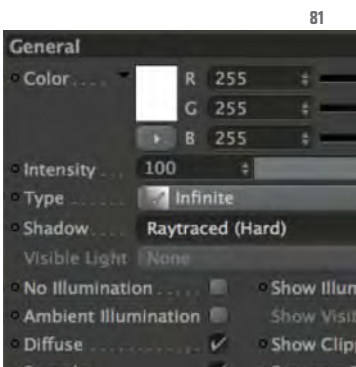 81
General
Color . . . . R 255
G 255
B 255
Intensity . . . 100
Type . . . . . . . Infinite
Shadow . . . . Raytraced (Hard)
Visible Light None
No Illumination . . . . . Show Illum
Ambient Illumination Show Visi
Diffuse . . . . . . . . . . . . Show Clipp